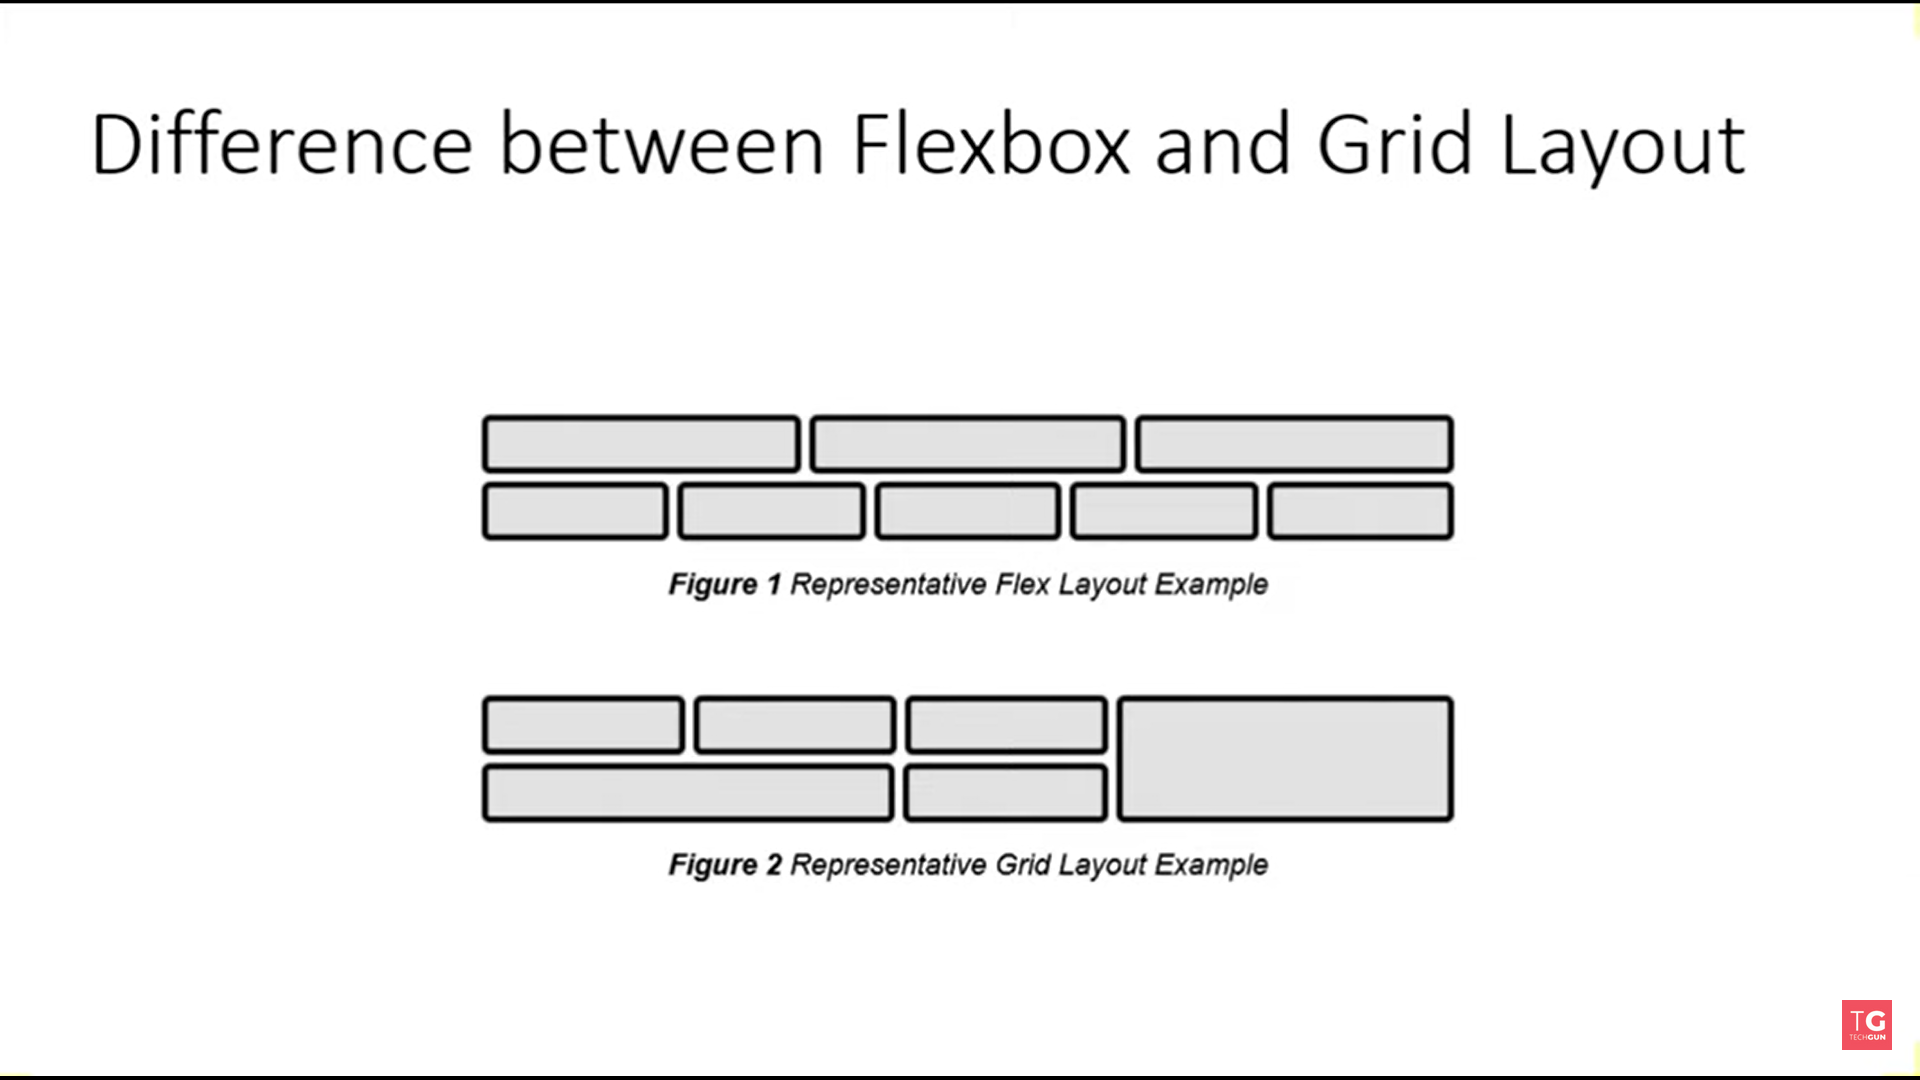 Difference between Flexbox and Grid Layout
Figure 1 Representative Flex Layout Example
Figure 2 Representative Grid Layout Example
TG
TECHGUN